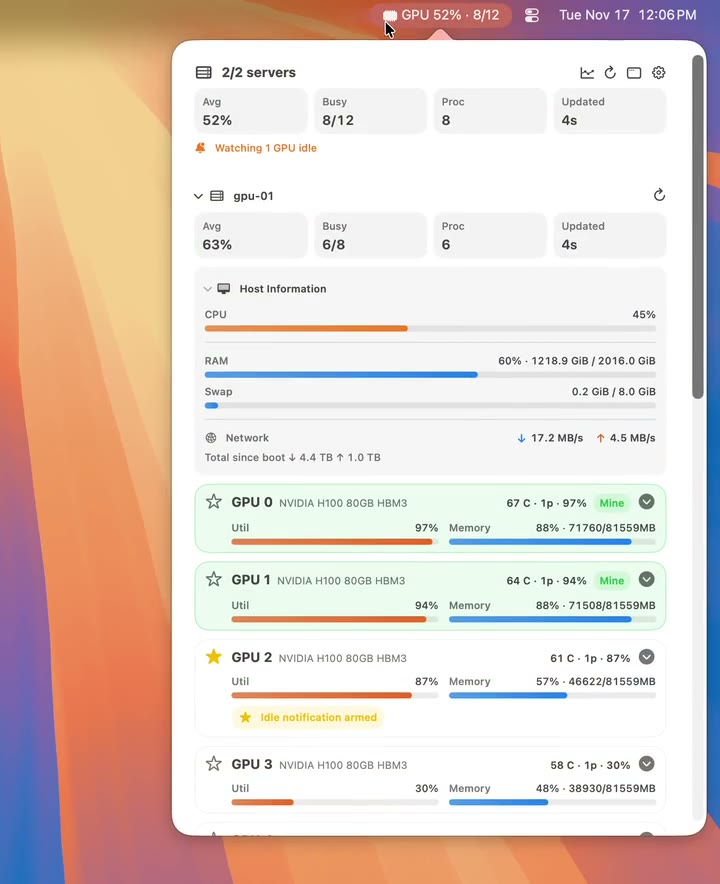 GPU 52% · 8/12 Tue Nov 17 12:06 PM
2/2 servers
Avg Busy Proc Updated
52% 8/12 8 4s
Watching 1 GPU idle
gpu-01
Avg Busy Proc Updated
63% 6/8 6 4s
Host Information
CPU 45%
RAM 60% · 1218.9 GiB / 2016.0 GiB
Swap 0.2 GiB / 8.0 GiB
Network ↓ 17.2 MB/s ↑ 4.5 MB/s
Total since boot ↓ 4.4 TB ↑ 1.0 TB
GPU 0 NVIDIA H100 80GB HBM3 67 C · 1p · 97% Mine
Util 97% Memory 88% · 71760/81559MB
GPU 1 NVIDIA H100 80GB HBM3 64 C · 1p · 94% Mine
Util 94% Memory 88% · 71508/81559MB
GPU 2 NVIDIA H100 80GB HBM3 61 C · 1p · 87%
Util 87% Memory 57% · 46622/81559MB
Idle notification armed
GPU 3 NVIDIA H100 80GB HBM3 58 C · 1p · 30%
Util 30% Memory 48% · 38930/81559MB